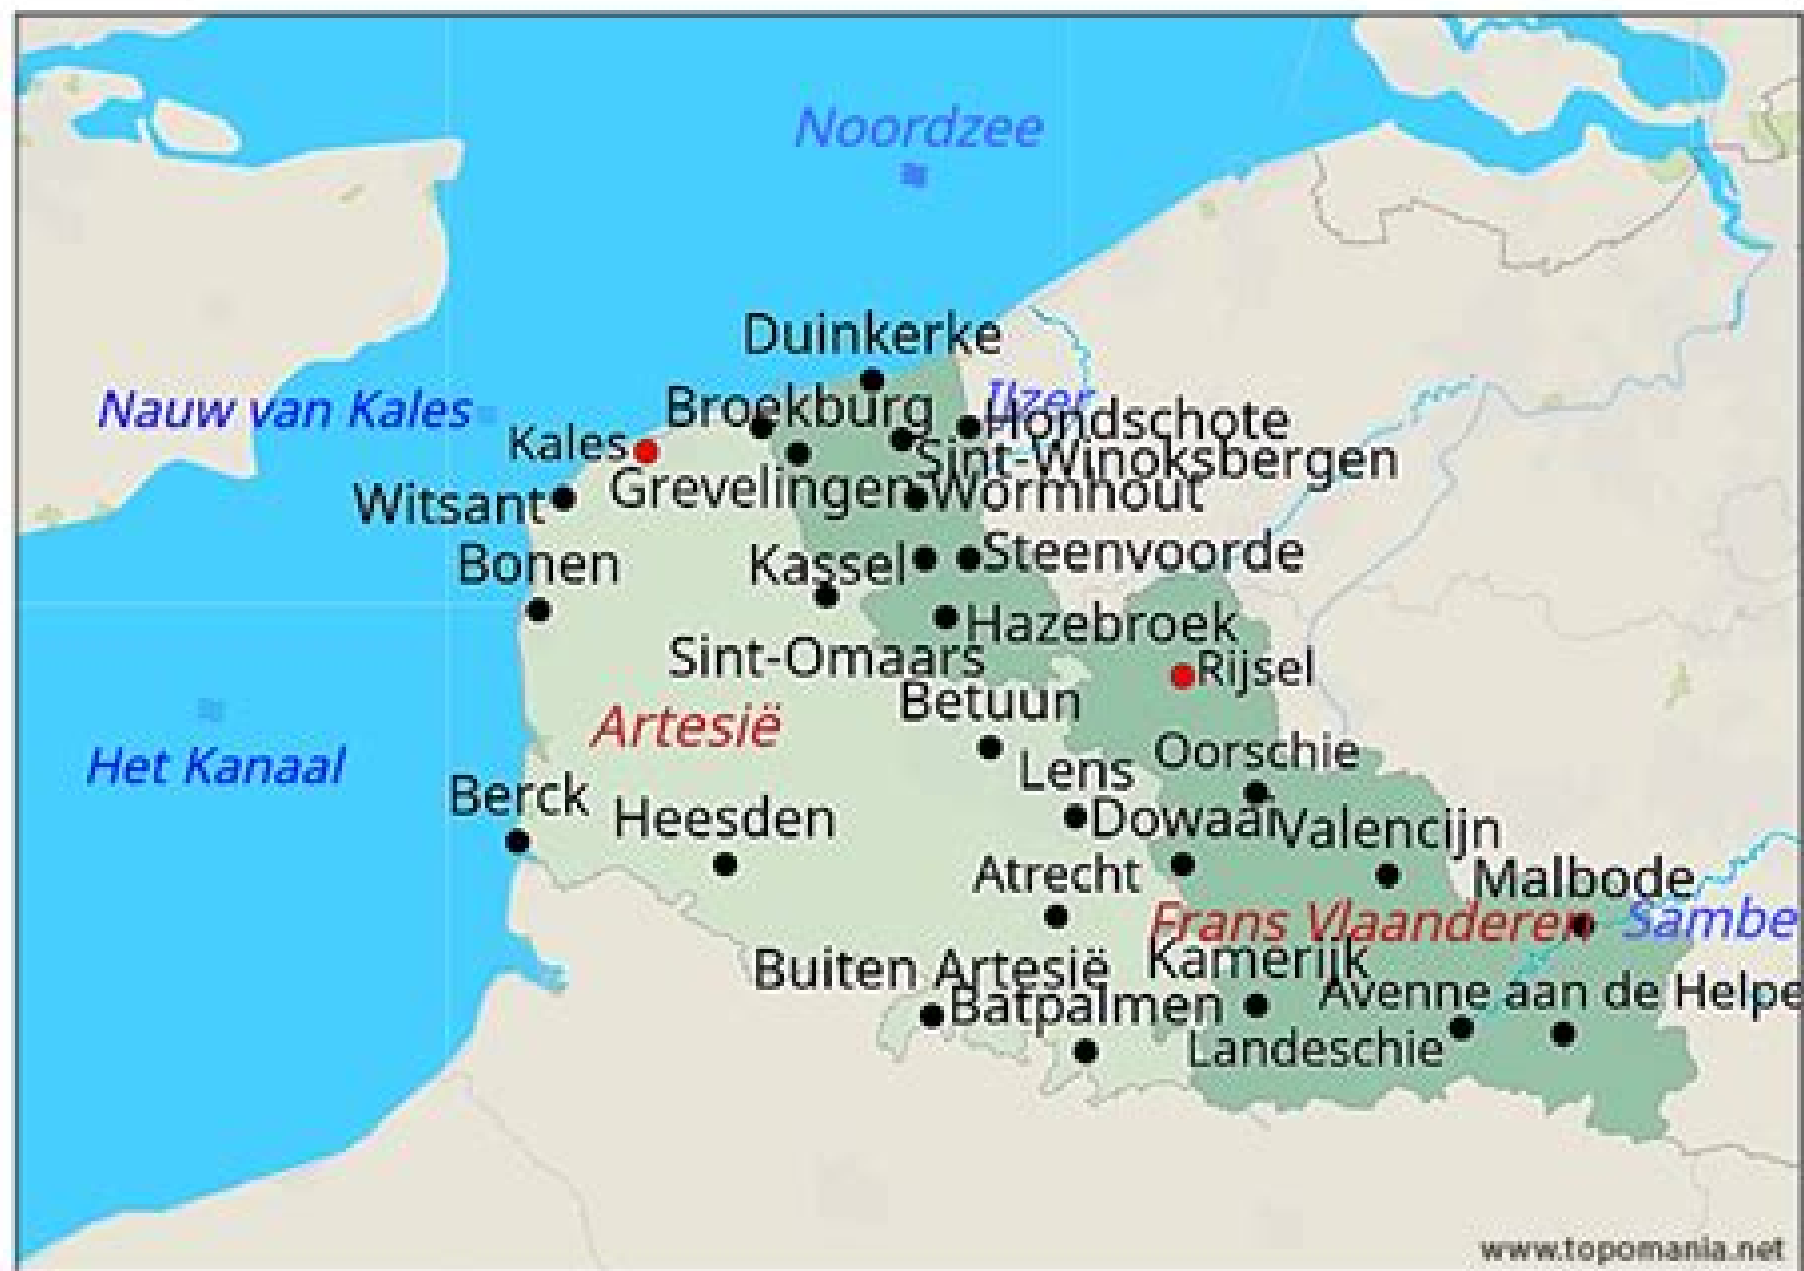 Noordzee
Duinkerke
Nauw van Kales
Broekburg
IJzer
Hondschote
Kales
Sint-Winoksbergen
Witsant
Grevelingen
Wormhout
Bonen
Kassel
Steenvoorde
Hazebroek
Sint-Omaars
Rijsel
Betuun
Artesië
Het Kanaal
Oorschie
Lens
Berck
Heesden
Dowaai
Valencijn
Atrecht
Malbode
Frans Vlaanderen
Sambe
Buiten Artesië
Kamerijk
Batpalmen
Avenne aan de Helpe
Landeschie
www.topomania.net